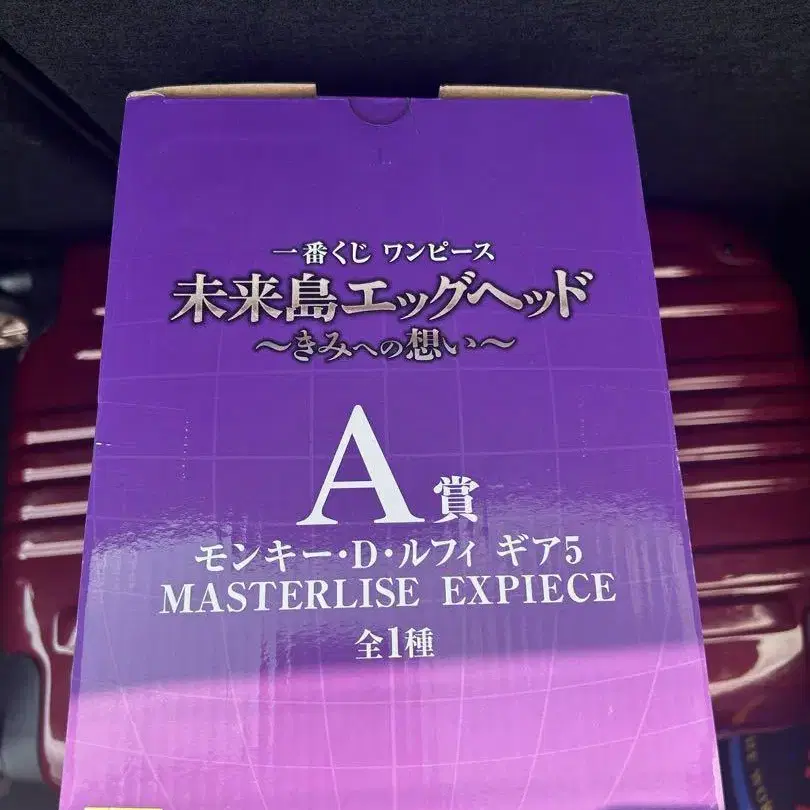 一番くじ ワンピース
未来島エッグヘッド
～きみへの想い～
A賞
モンキー・D・ルフィ ギア5
MASTERLISE EXPIECE
全1種